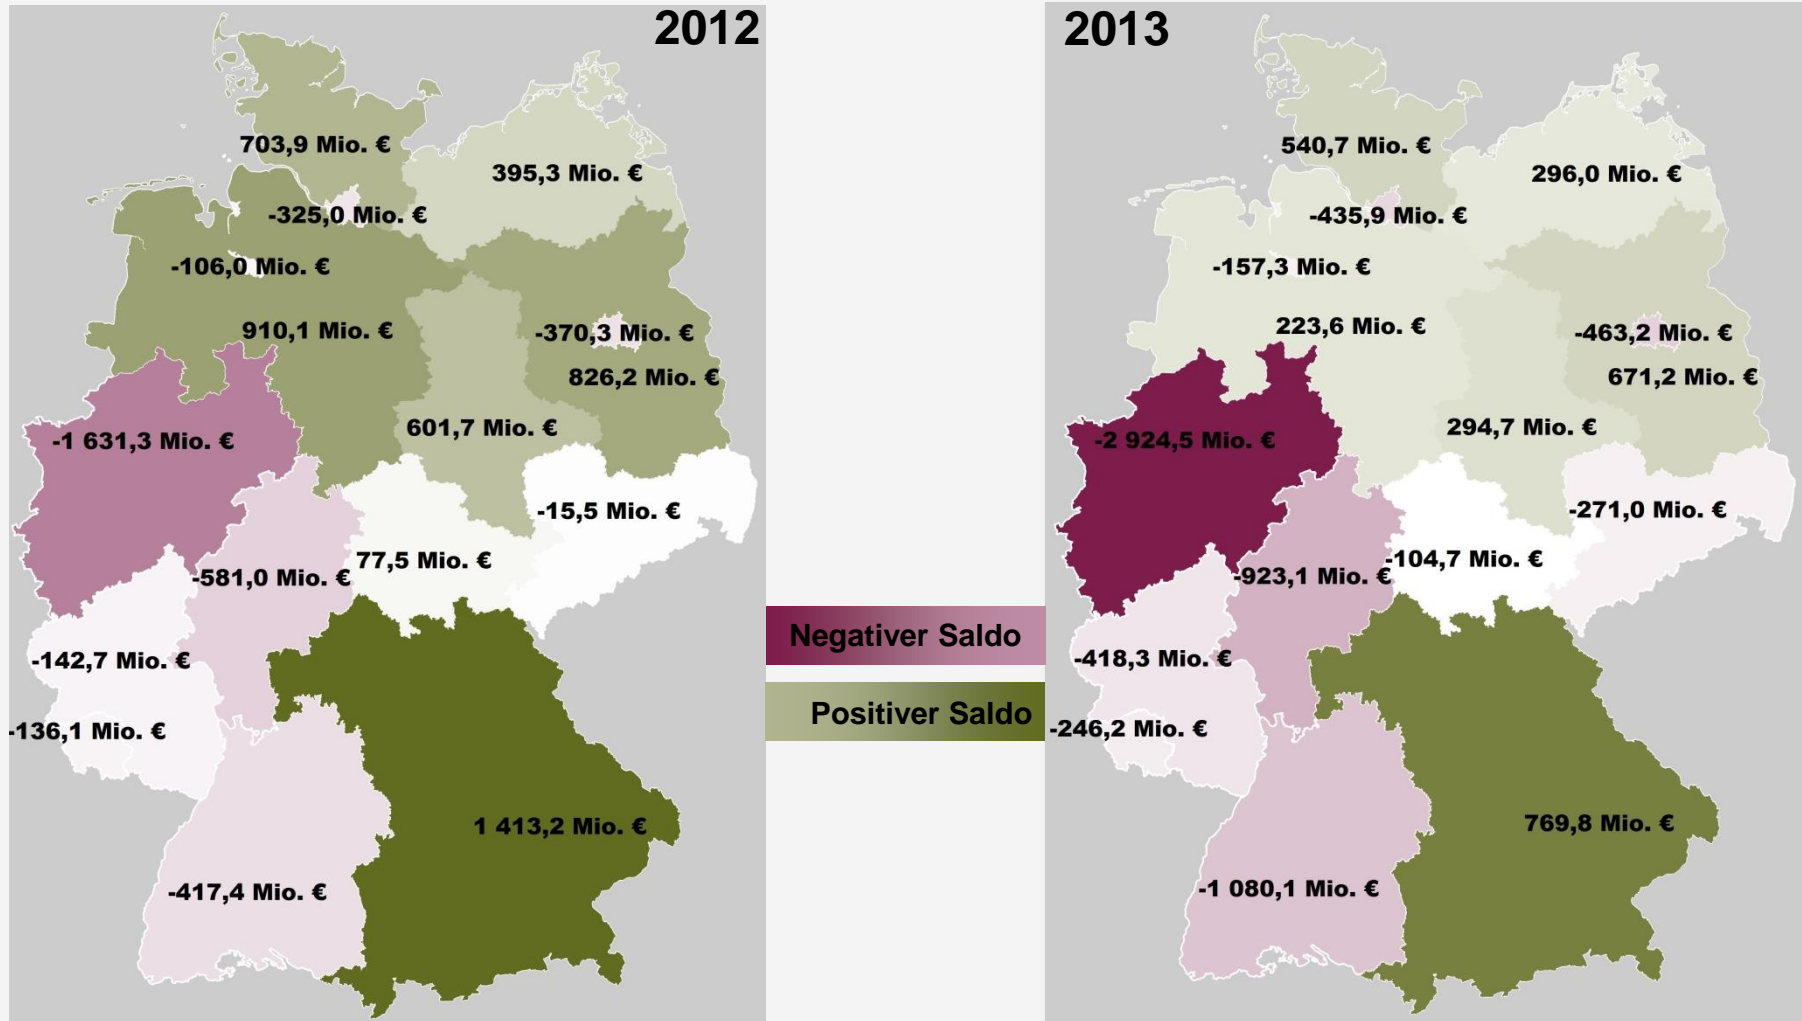 2012
703,9 Mio. €
395,3 Mio. €
-325,0 Mio. €
-106,0 Mio. €
910,1 Mio. €
-370,3 Mio. €
826,2 Mio. €
601,7 Mio. €
-1 631,3 Mio. €
-15,5 Mio. €
77,5 Mio. €
-581,0 Mio. €
-142,7 Mio. €
-136,1 Mio. €
1 413,2 Mio. €
-417,4 Mio. €
Negativer Saldo
Positiver Saldo
2013
540,7 Mio. €
296,0 Mio. €
-435,9 Mio. €
-157,3 Mio. €
223,6 Mio. €
-463,2 Mio. €
671,2 Mio. €
294,7 Mio. €
-2 924,5 Mio. €
-271,0 Mio. €
-104,7 Mio. €
-923,1 Mio. €
-418,3 Mio. €
-246,2 Mio. €
769,8 Mio. €
-1 080,1 Mio. €